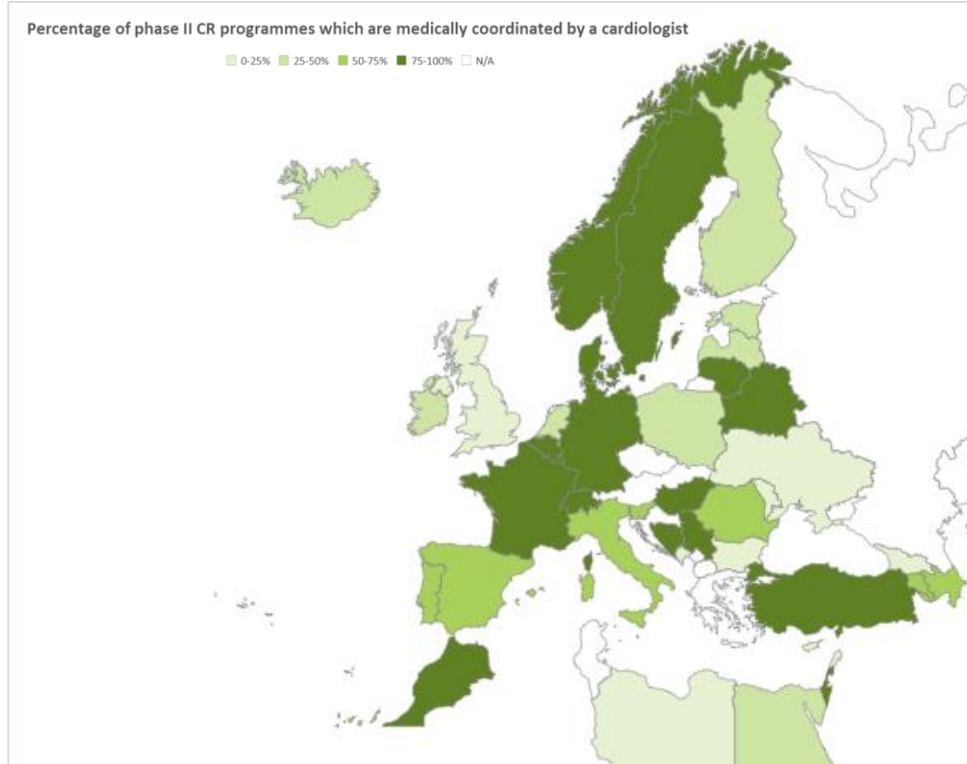 Percentage of phase II CR programmes which are medically coordinated by a cardiologist
0-25% 25-50% 50-75% 75-100% N/A